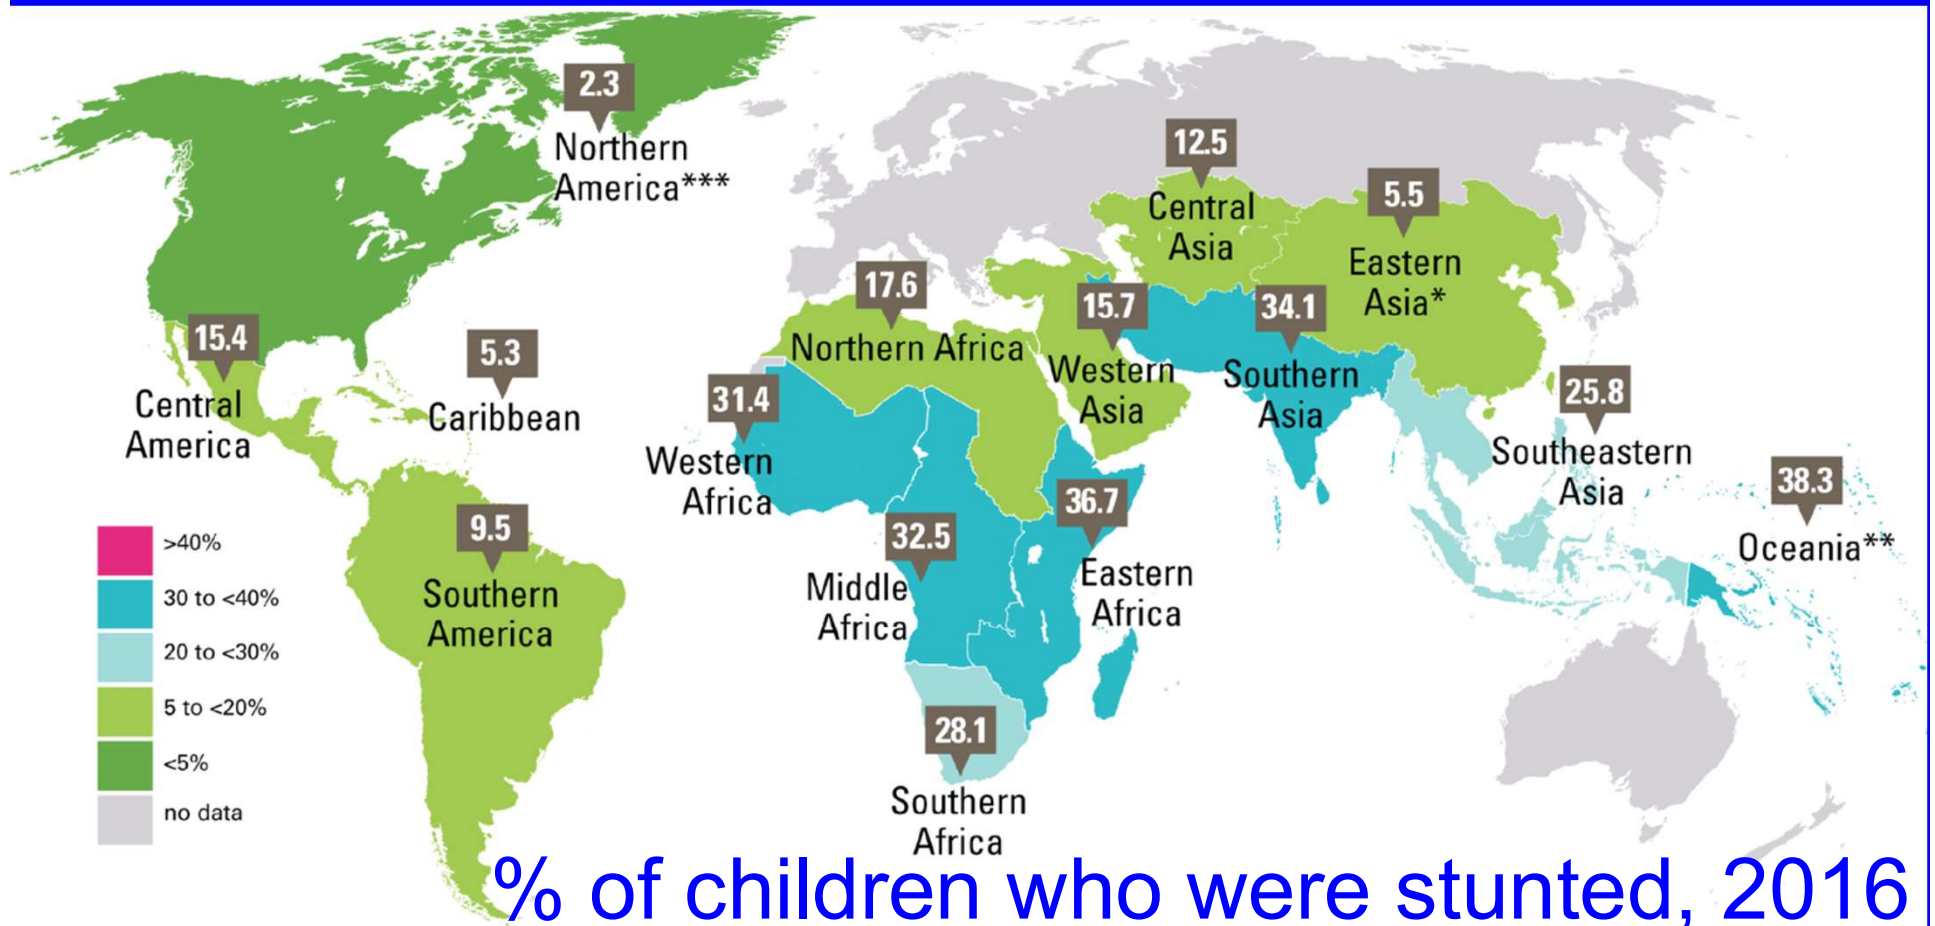 2.3
Northern
America***
12.5
Central
Asia
5.5
Eastern
Asia*
17.6
Northern Africa
15.7
Western
Asia
34.1
Southern
Asia
15.4
Central
America
5.3
Caribbean
31.4
Western
Africa
25.8
Southeastern
Asia
38.3
Oceania**
9.5
Southern
America
32.5
Middle
Africa
36.7
Eastern
Africa
28.1
Southern
Africa
>40%
30 to <40%
20 to <30%
5 to <20%
<5%
no data
% of children who were stunted, 2016